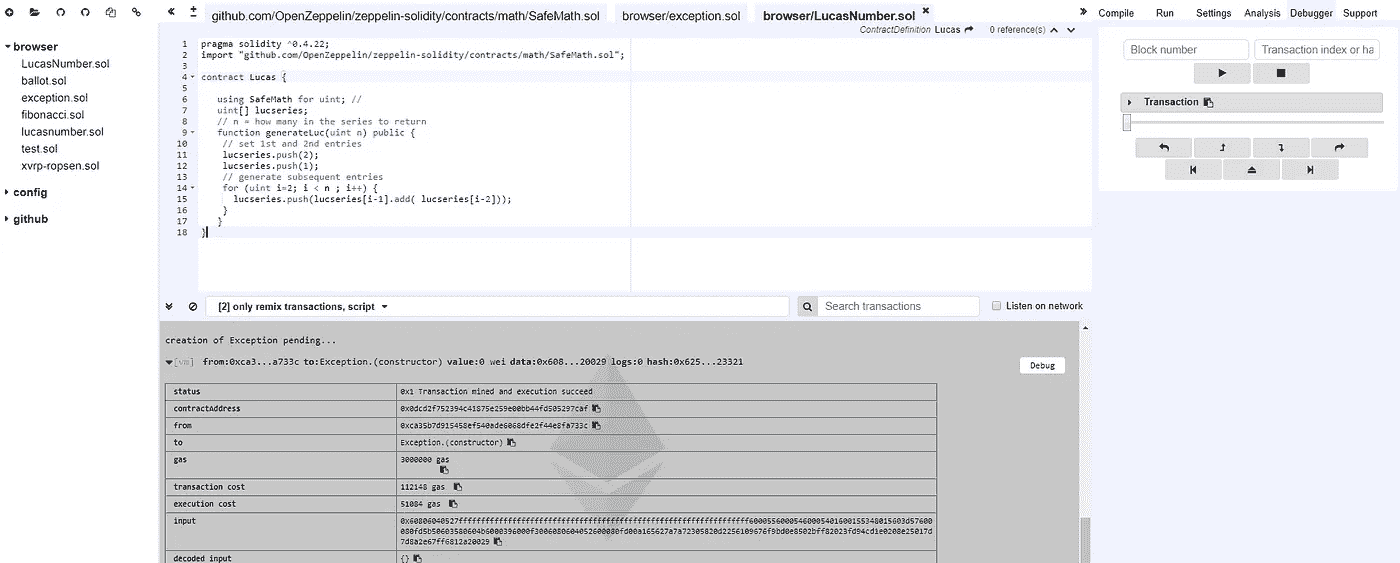 github.com/OpenZeppelin/zeppelin-solidity/contracts/math/SafeMath.sol browser/exception.sol browser/LucasNumber.sol
Compile Run Settings Analysis Debugger Support
ContractDefinition Lucas 0 reference(s)
browser
LucasNumber.sol
ballot.sol
exception.sol
fibonacci.sol
lucasnumber.sol
test.sol
xvrp-ropsen.sol
config
github
1 pragma solidity ^0.4.22;
2 import "github.com/OpenZeppelin/zeppelin-solidity/contracts/math/SafeMath.sol";
3
4 contract Lucas {
5
6 using SafeMath for uint; //
7 uint[] lucseries;
8 // n = how many in the series to return
9 function generateLuc(uint n) public {
10 // set 1st and 2nd entries
11 lucseries.push(2);
12 lucseries.push(1);
13 // generate subsequent entries
14 for (uint i=2; i < n ; i++) {
15 lucseries.push(lucseries[i-1].add( lucseries[i-2]));
16 }
17 }
18 }
Block number Transaction index or ha
Transaction
[2] only remix transactions, script Search transactions Listen on network
creation of Exception pending...
[vm] from:0xca3...a733c to:Exception.(constructor) value:0 wei data:0x608...20029 logs:0 hash:0x625...23321 Debug
status 0x1 Transaction mined and execution succeed
contractAddress 0x0dcd2f752394c41875e259e00bb44fd505297caf
from 0xca35b7d915458ef540ade6068dfe2f44e8fa733c
to Exception.(constructor)
gas 3000000 gas
transaction cost 112148 gas
execution cost 51084 gas
input
decoded input {}